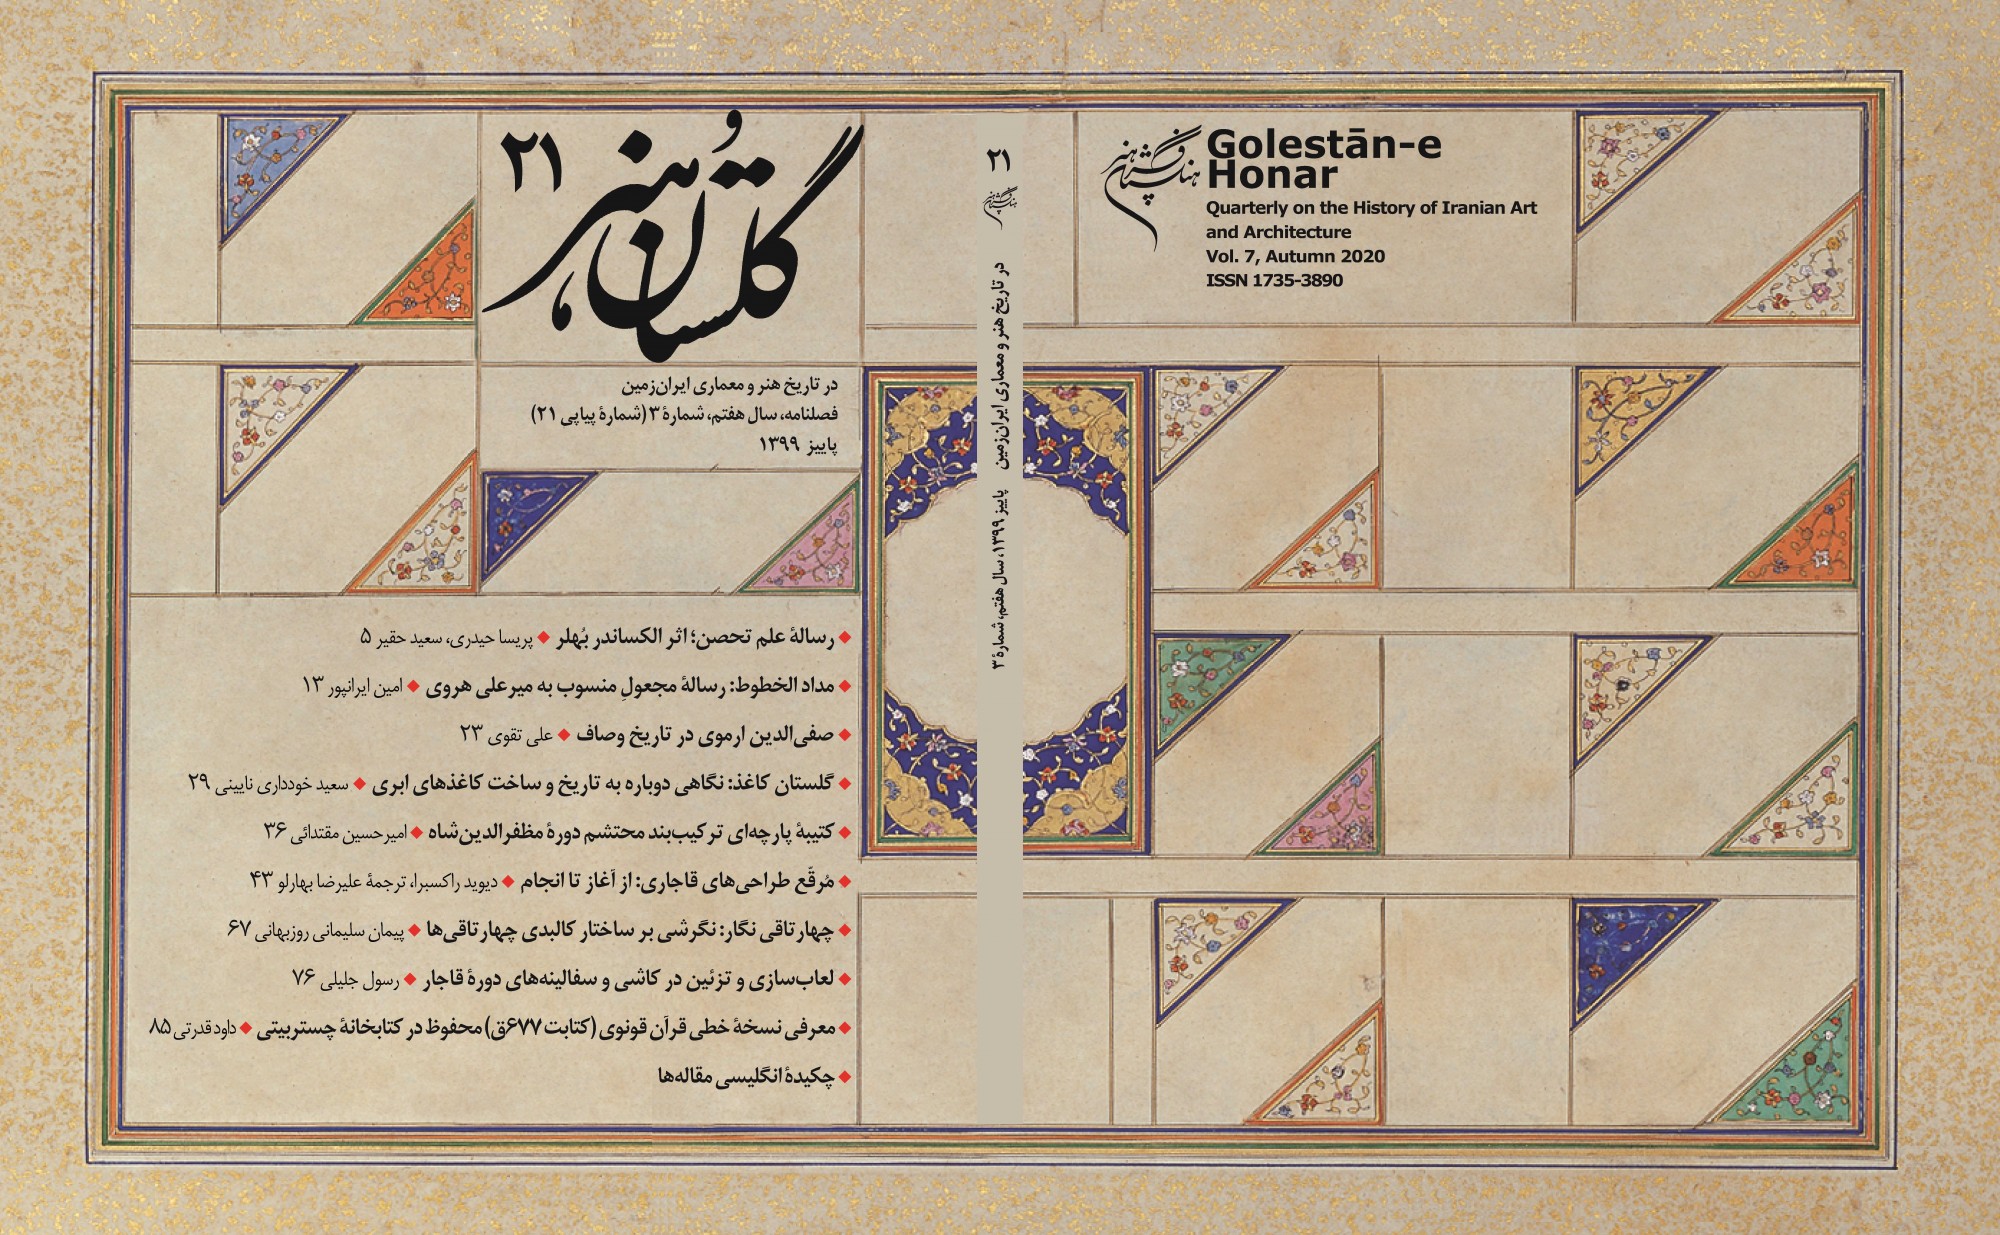 گلستان هنر
۲۱
در تاریخ هنر و معماری ایران‌زمین
فصلنامه، سال هفتم، شمارهٔ ۳ (شمارهٔ پیاپی ۲۱)
پاییز ۱۳۹۹
رسالهٔ علم تحصن؛ اثر الکساندر بُهلر ♦ پریسا حیدری، سعید حقیر ۵
مداد الخطوط: رسالهٔ مجعولِ منسوب به میرعلی هروی ♦ امین ایرانپور ۱۳
صفی‌الدین ارموی در تاریخ وصاف ♦ علی تقوی ۲۳
گلستان کاغذ: نگاهی دوباره به تاریخ و ساخت کاغذهای ابری ♦ سعید خودداری نایینی ۲۹
کتیبهٔ پارچه‌ای ترکیب‌بند محتشم دورهٔ مظفرالدین‌شاه ♦ امیرحسین مقتدائی ۳۶
مُرقّع طراحی‌های قاجاری: از آغاز تا انجام ♦ دیوید راکسبرا، ترجمهٔ علیرضا بهارلو ۴۳
چهارتاقی نگار: نگرشی بر ساختار کالبدی چهارتاقی‌ها ♦ پیمان سلیمانی روزبهانی ۶۷
لعاب‌سازی و تزئین در کاشی و سفالینه‌های دورهٔ قاجار ♦ رسول جلیلی ۷۶
معرفی نسخهٔ خطی قرآن قونوی (کتابت ۶۷۷ق) محفوظ در کتابخانهٔ چستربیتی ♦ داود قدرتی ۸۵
چکیدهٔ انگلیسی مقاله‌ها
۲۱
گلستان هنر
در تاریخ هنر و معماری ایران‌زمین پاییز ۱۳۹۹، سال هفتم، شمارهٔ ۳
گلستان هنر
Golestān-e
Honar
Quarterly on the History of Iranian Art
and Architecture
Vol. 7, Autumn 2020
ISSN 1735-3890